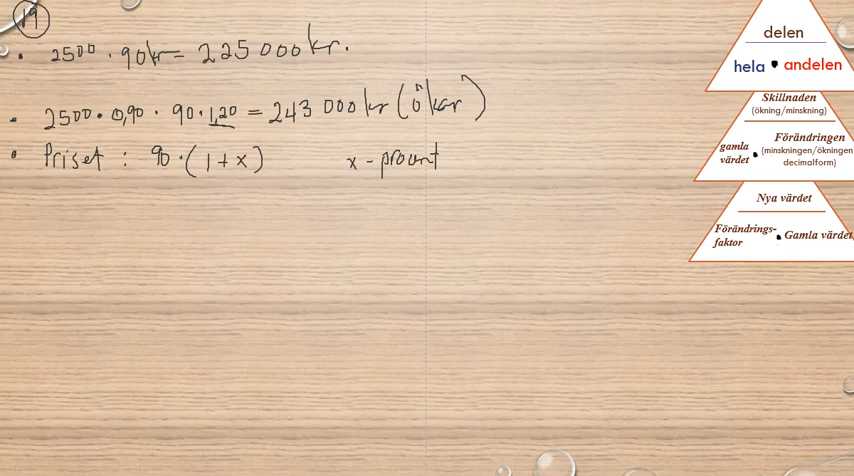 19
• 2500 · 90kr = 225 000 kr.
• 2500 · 0,90 · 90 · 1,20 = 243 000 kr (ökar)
• Priset : 90 · (1 + x) x - procent
delen
hela • andelen
Skillnaden
(ökning/minskning)
gamla värdet • Förändringen
(minskningen/ökningen
decimalform)
Nya värdet
Förändrings-
faktor • Gamla värdet